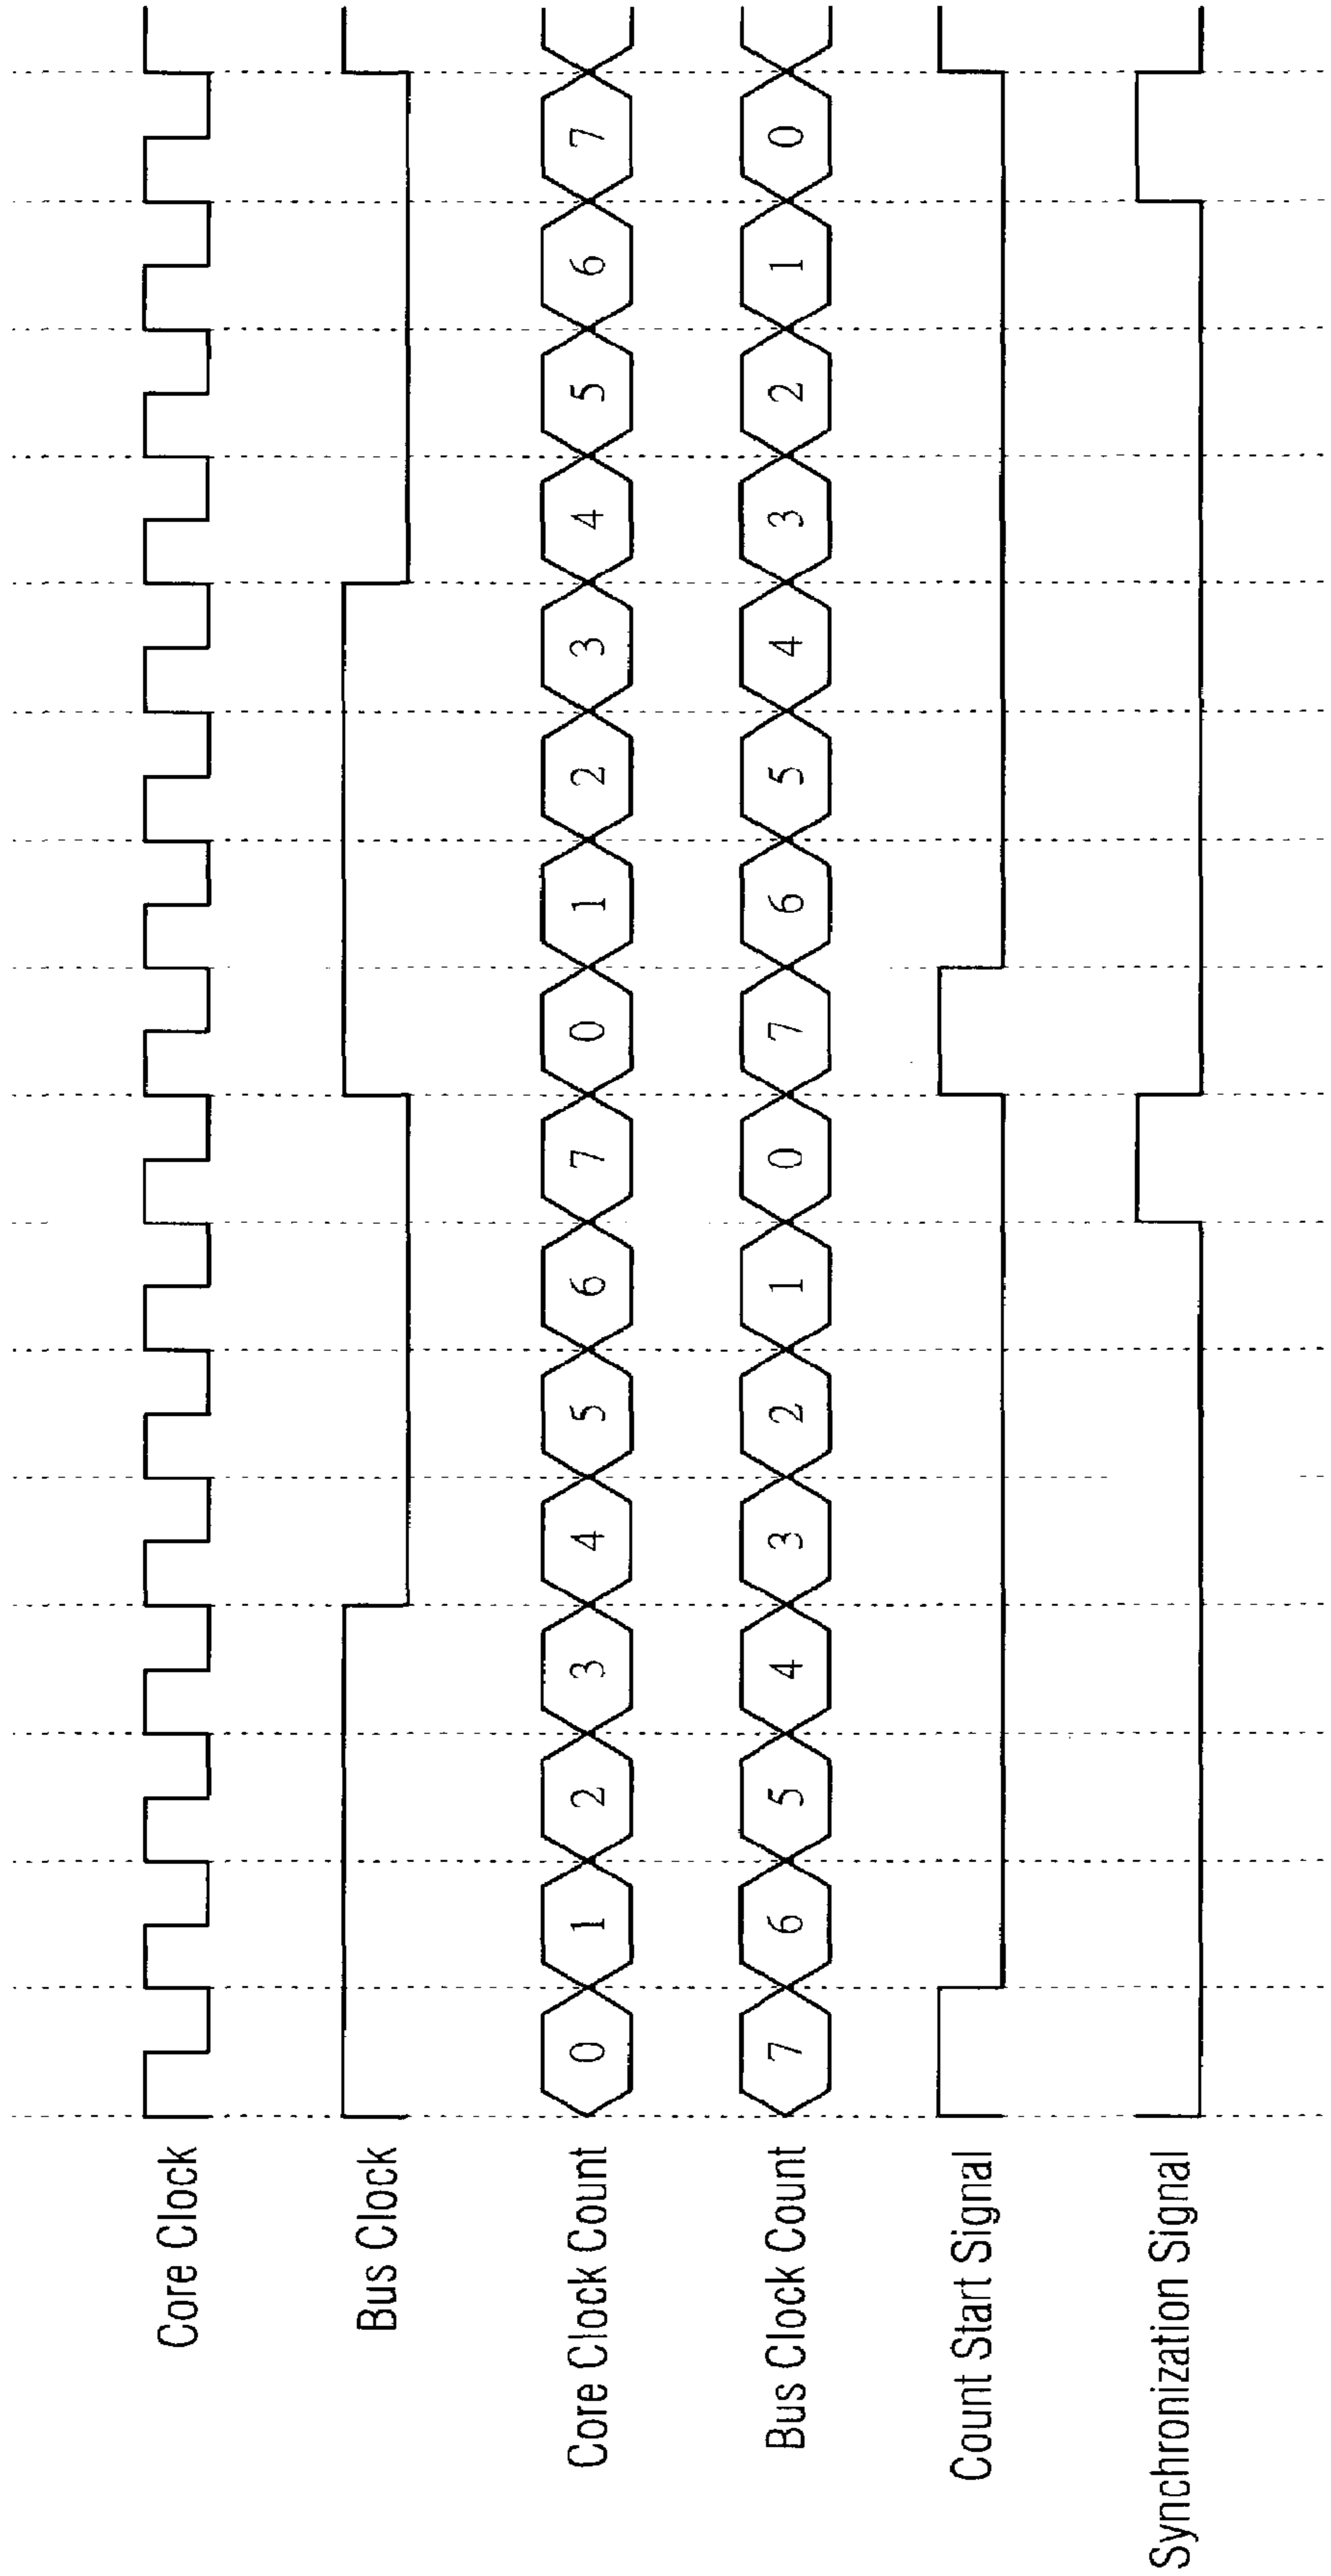 Core Clock
Bus Clock
Core Clock Count 0 1 2 3 4 5 6 7 0 1 2 3 4 5 6 7
Bus Clock Count 7 6 5 4 3 2 1 0 7 6 5 4 3 2 1 0
Count Start Signal
Synchronization Signal